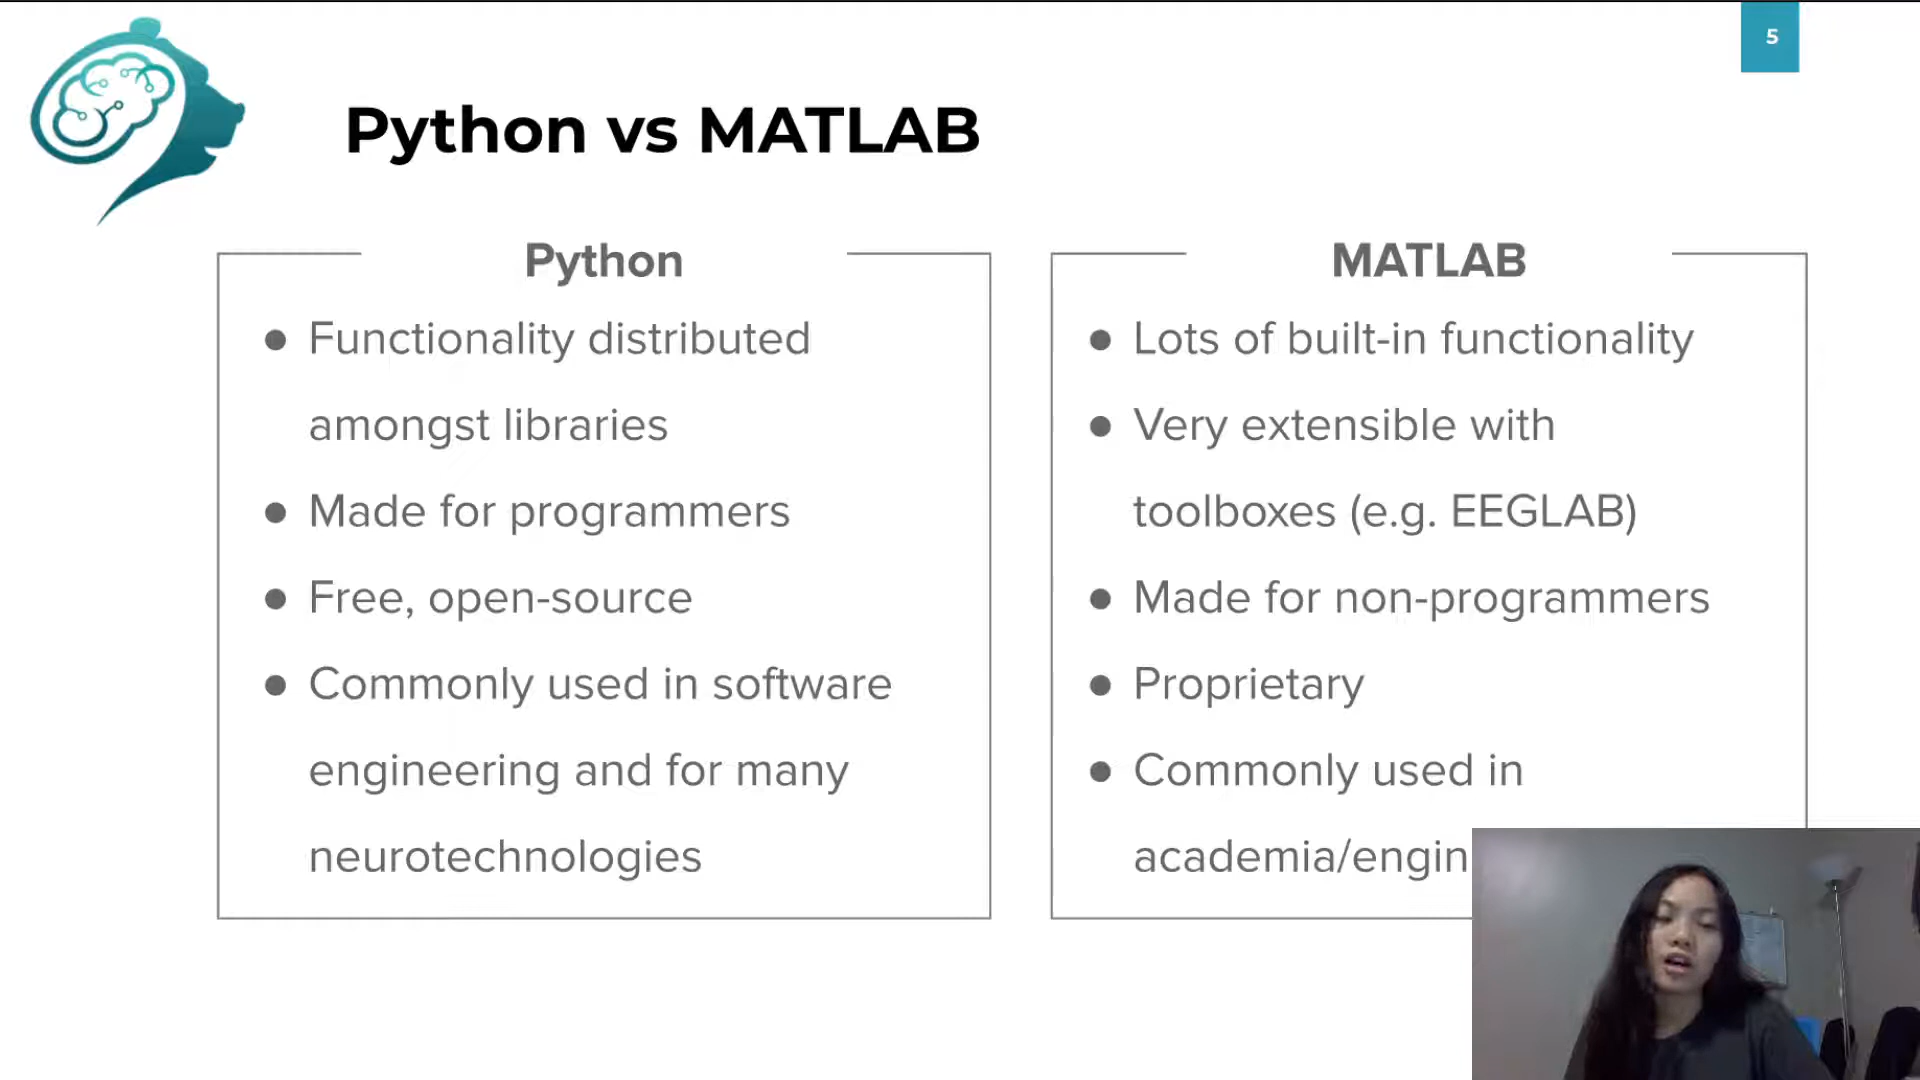 5
Python vs MATLAB
Python
● Functionality distributed
amongst libraries
● Made for programmers
● Free, open-source
● Commonly used in software
engineering and for many
neurotechnologies
MATLAB
● Lots of built-in functionality
● Very extensible with
toolboxes (e.g. EEGLAB)
● Made for non-programmers
● Proprietary
● Commonly used in
academia/engin